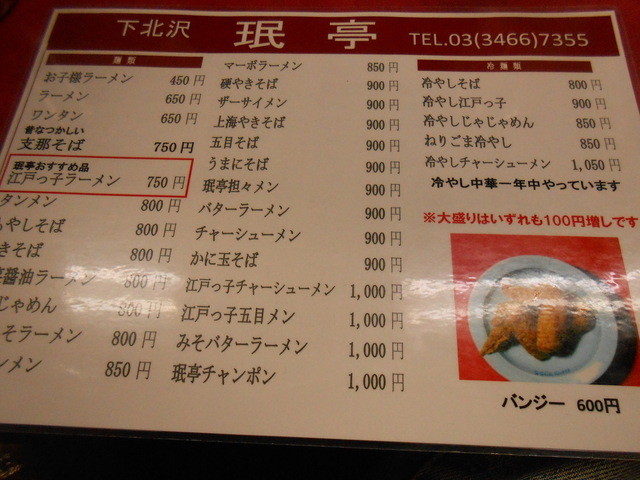 下北沢 珉亭 TEL.03(3466)7355
麺類
お子様ラーメン 450円
ラーメン 650円
ワンタン 650円
昔なつかしい
支那そば 750円
珉亭おすすめ品
江戸っ子ラーメン 750円
タンメン 800円
やしそば 800円
きそば 800円
醤油ラーメン 800円
じゃめん 800円
そラーメン 800円
ンメン 850円
マーボラーメン 850円
硬やきそば 900円
ザーサイメン 900円
上海やきそば 900円
五目そば 900円
うまにそば 900円
珉亭担々メン 900円
バターラーメン 900円
チャーシューメン 900円
かに玉そば 900円
江戸っ子チャーシューメン 1,000円
江戸っ子五目メン 1,000円
みそバターラーメン 1,000円
珉亭チャンポン 1,000円
冷麺類
冷やしそば 800円
冷やし江戸っ子 900円
冷やしじゃじゃめん 850円
ねりごま冷やし 850円
冷やしチャーシューメン 1,050円
冷やし中華一年中やっています
※大盛りはいずれも100円増しです
バンジー 600円